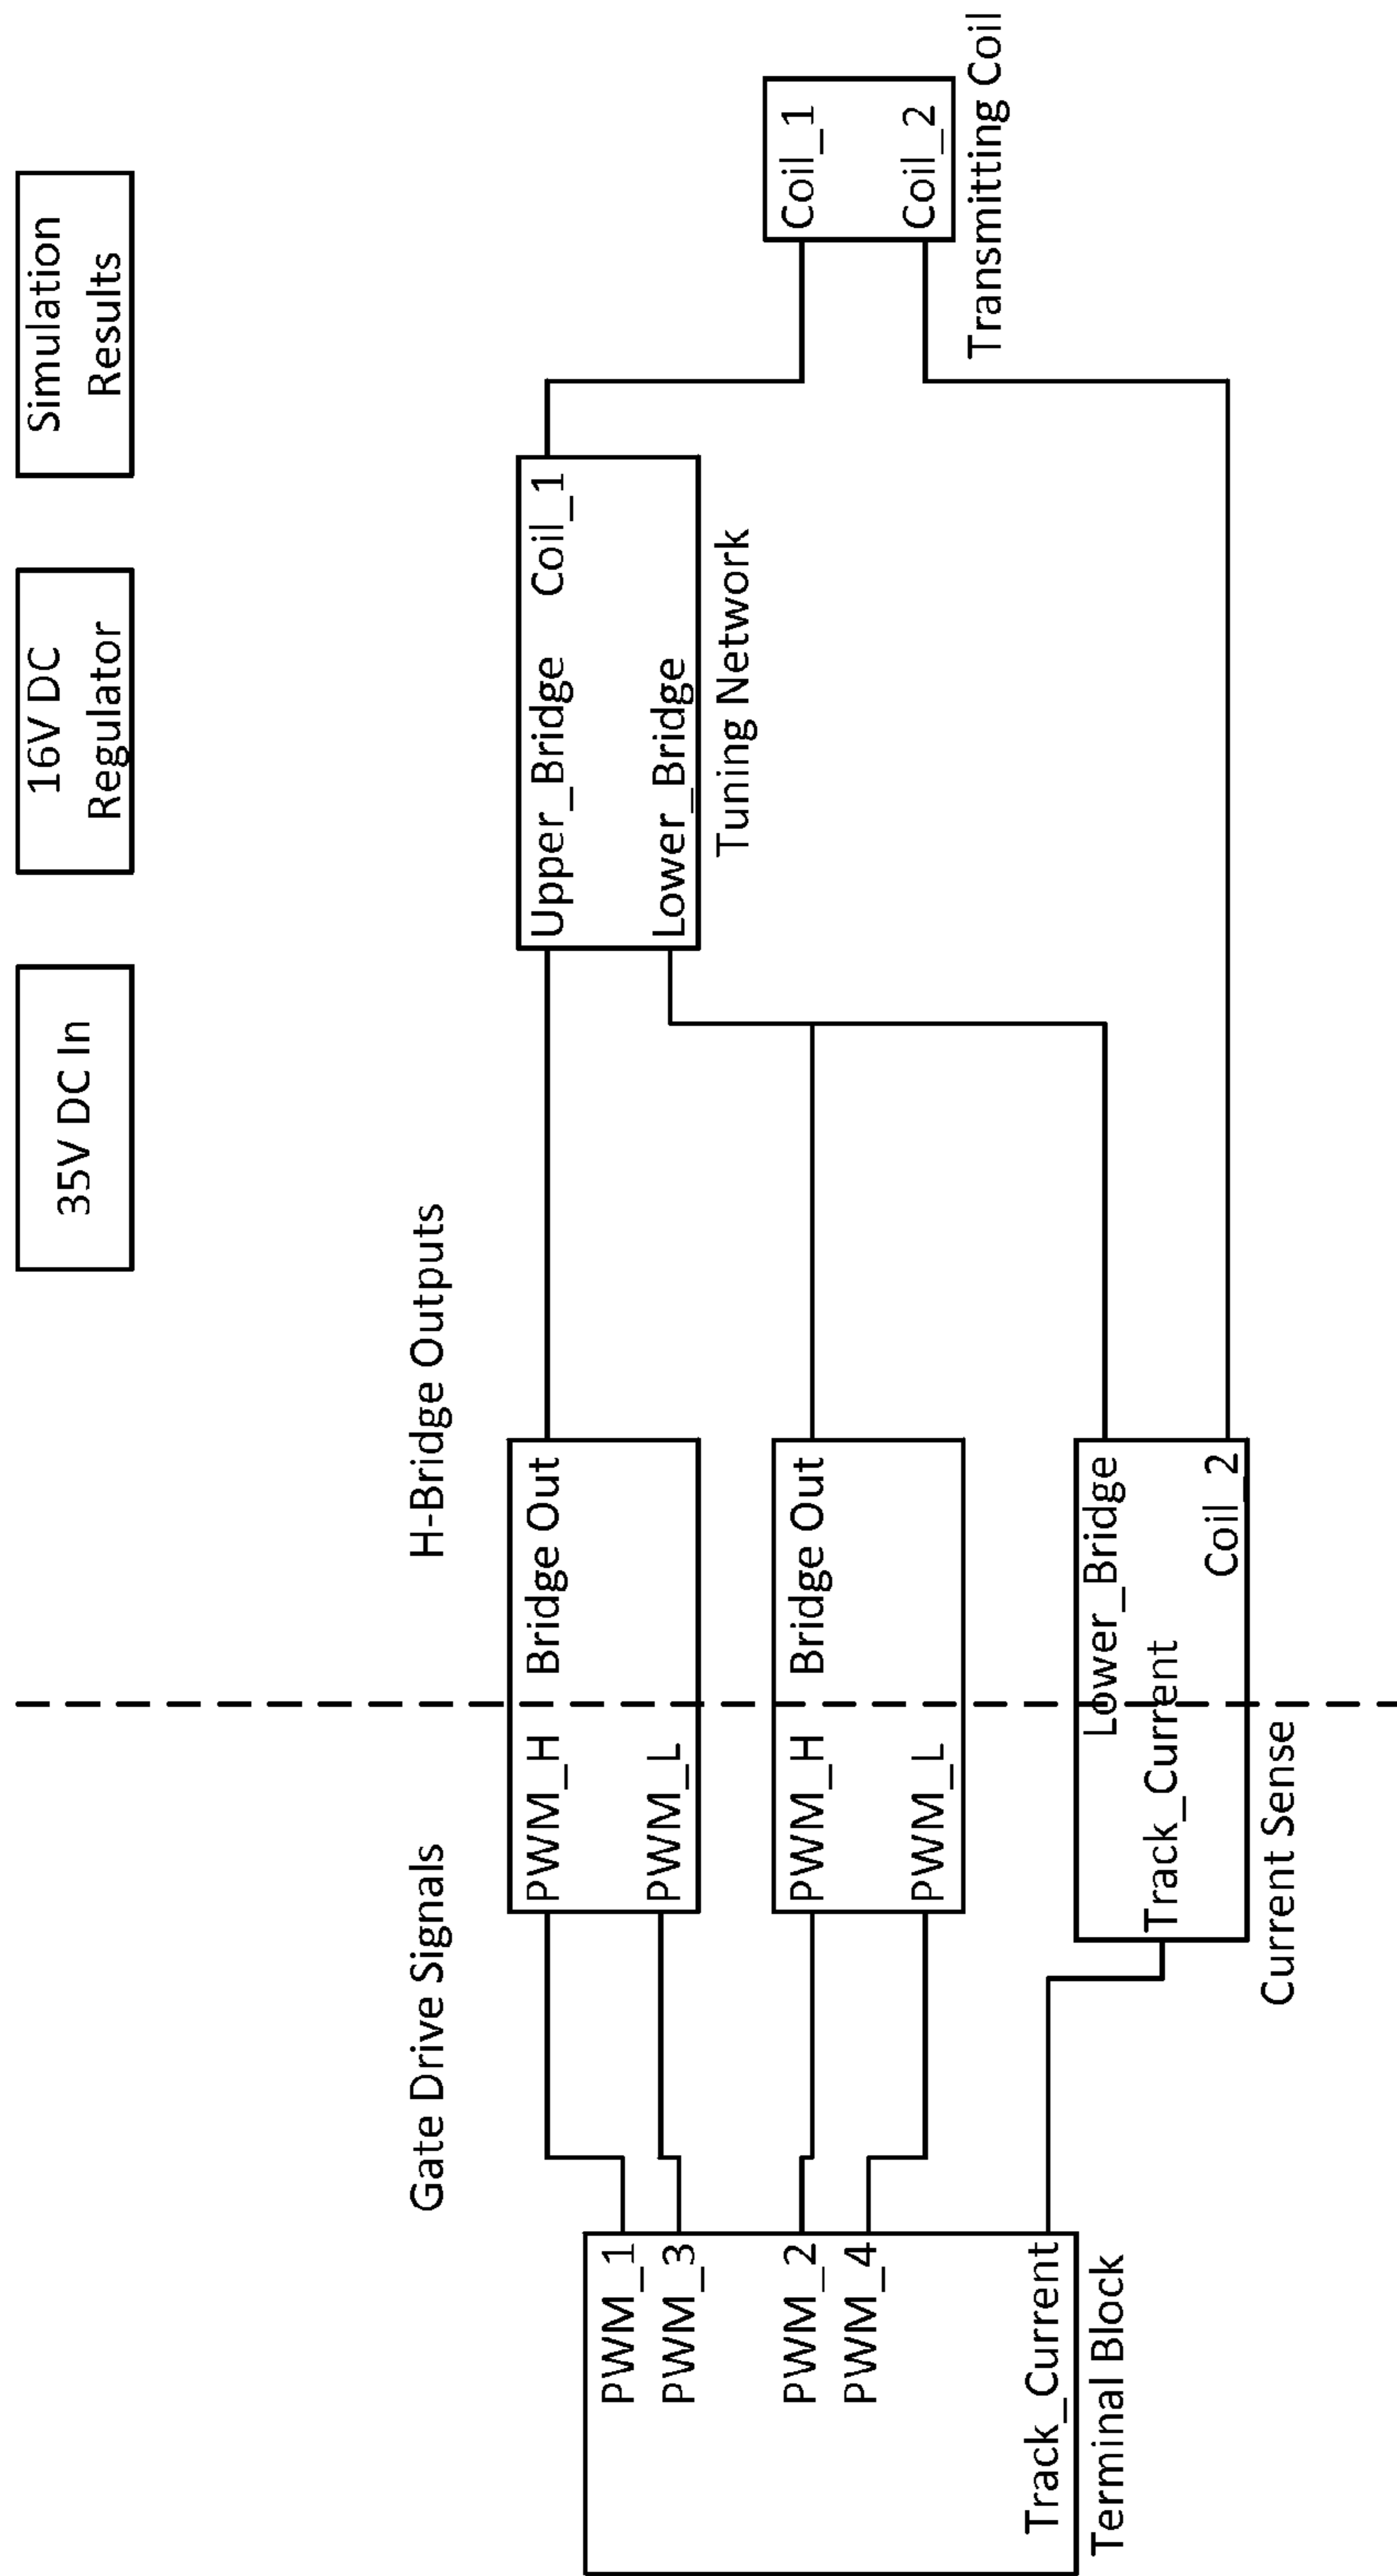 35V DC In
16V DC
Regulator
Simulation
Results
Gate Drive Signals
H-Bridge Outputs
PWM_1
PWM_3
PWM_2
PWM_4
Track_Current
Terminal Block
PWM_H Bridge Out
PWM_L
PWM_H Bridge Out
PWM_L
Lower_Bridge
Track_Current
Coil_2
Current Sense
Upper_Bridge Coil_1
Lower_Bridge
Tuning Network
Coil_1
Coil_2
Transmitting Coil